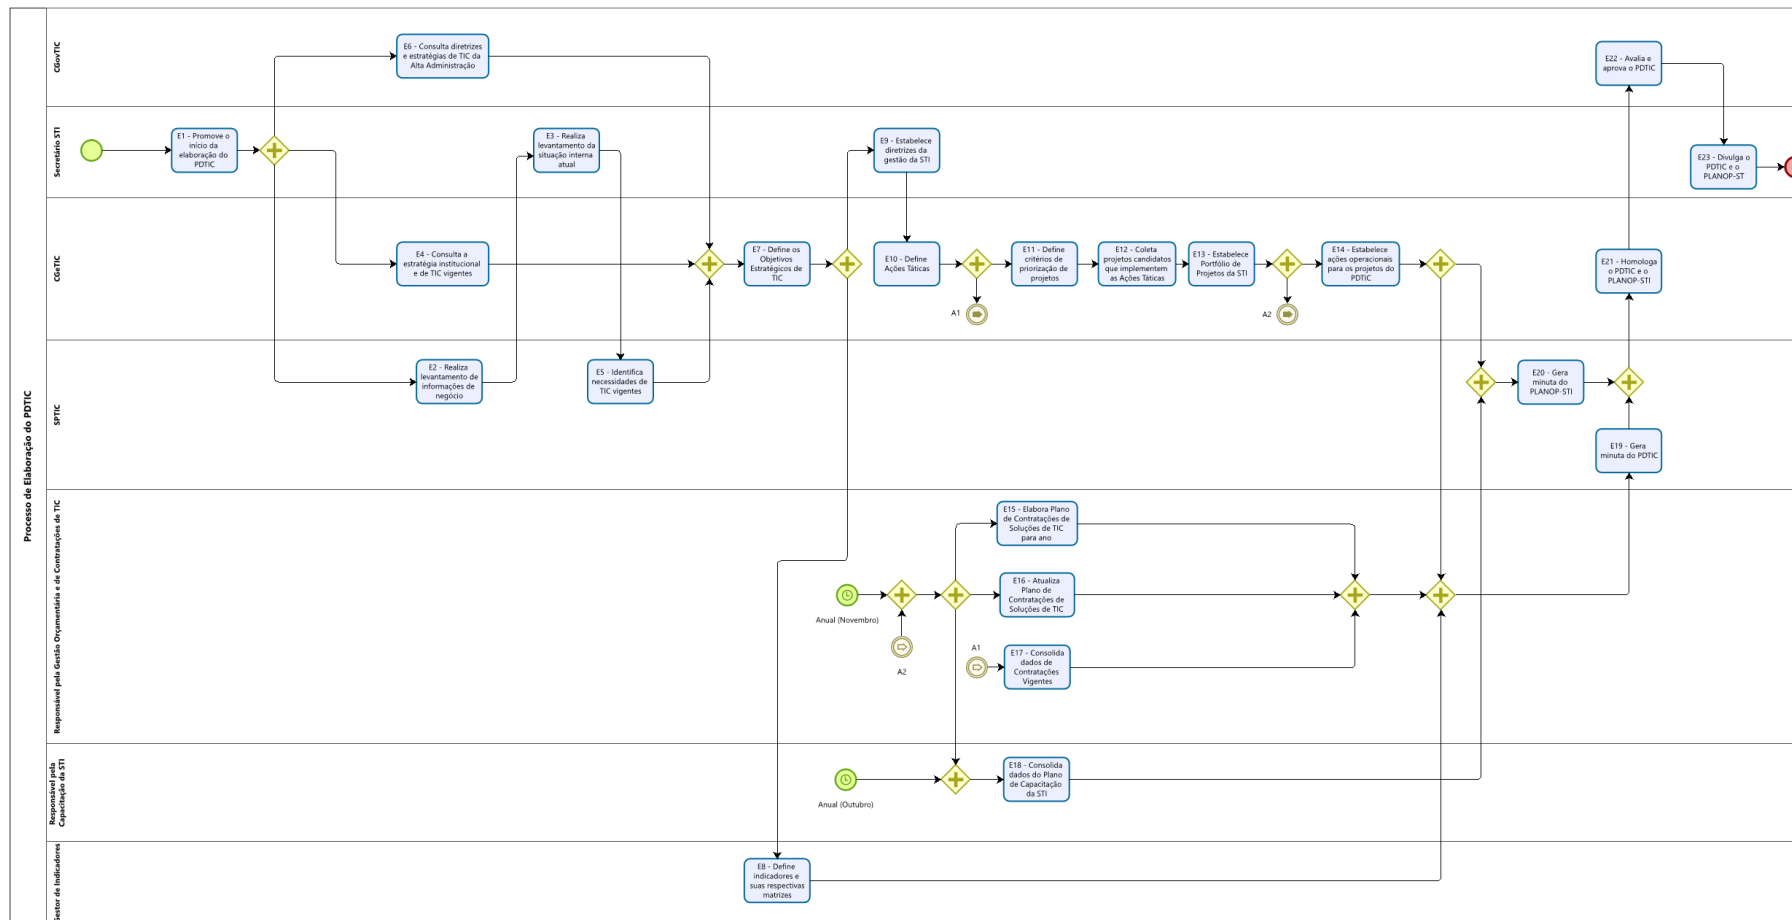 Processo de Elaboração do PDTIC
CGovTIC
E6 - Consulta diretrizes
e estratégias de TIC da
Alta Administração
E22 - Avalia e
aprova o PDTIC
Secretário STI
E1 - Promove o
início da
elaboração do
PDTIC
E3 - Realiza
levantamento da
situação interna
atual
E9 - Estabelece
diretrizes da
gestão da STI
E23 - Divulga o
PDTIC e o
PLANOP-ST
CGeTIC
E4 - Consulta a
estratégia institucional
e de TIC vigentes
E7 - Define os
Objetivos
Estratégicos de
TIC
E10 - Define
Ações Táticas
A1
E11 - Define
critérios de
priorização de
projetos
E12 - Coleta
projetos candidatos
que implementem
as Ações Táticas
E13 - Estabelece
Portfólio de
Projetos da STI
A2
E14 - Estabelece
ações operacionais
para os projetos do
PDTIC
E21 - Homologa
o PDTIC e o
PLANOP-STI
SPTIC
E2 - Realiza
levantamento de
informações de
negócio
E5 - Identifica
necessidades de
TIC vigentes
E20 - Gera
minuta do
PLANOP-STI
E19 - Gera
minuta do PDTIC
Responsável pela Gestão Orçamentária e de Contratações de TIC
E15 - Elabora Plano
de Contratações de
Soluções de TIC
para ano
Anual (Novembro)
E16 - Atualiza
Plano de
Contratações de
Soluções de TIC
A2
A1
E17 - Consolida
dados de
Contratações
Vigentes
Responsável pela
Capacitação da STI
Anual (Outubro)
E18 - Consolida
dados do Plano
de Capacitação
da STI
Gestor de Indicadores
E8 - Define
indicadores e
suas respectivas
matrizes